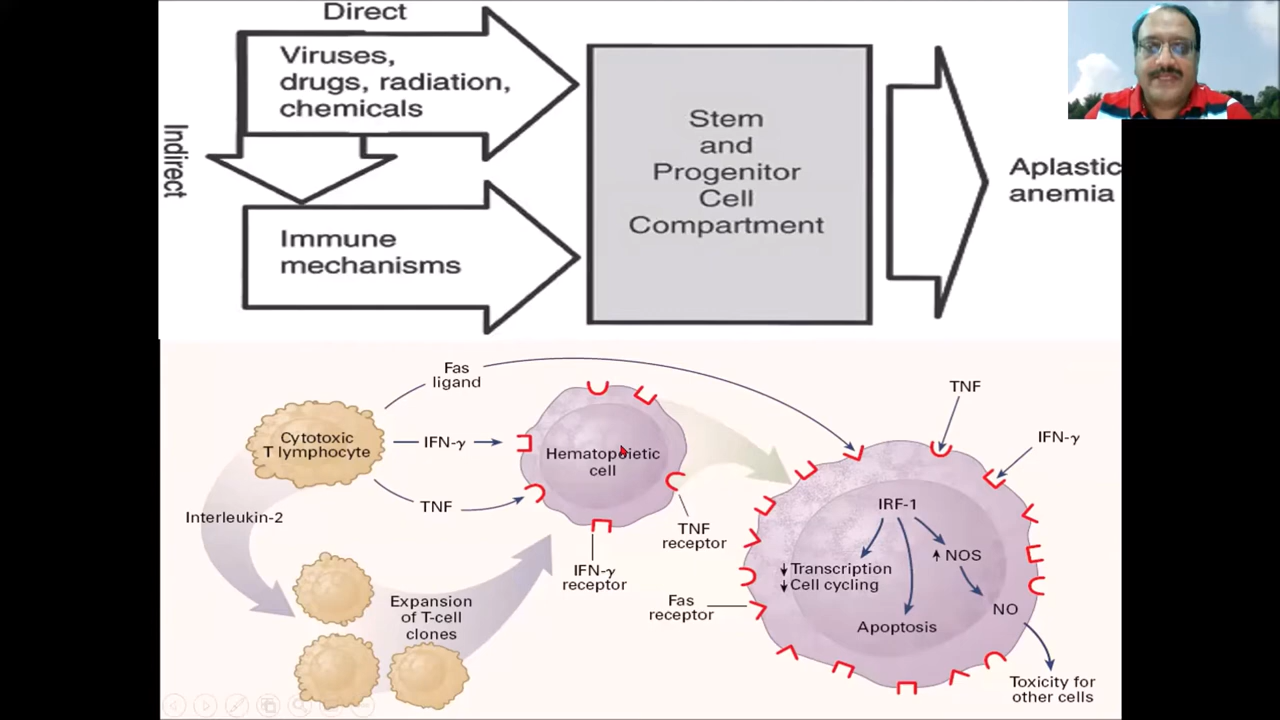 Direct
Viruses,
drugs, radiation,
chemicals
Indirect
Immune
mechanisms
Stem
and
Progenitor
Cell
Compartment
Aplastic
anemia
Fas
ligand
Cytotoxic
T lymphocyte
IFN-γ
TNF
Interleukin-2
Expansion
of T-cell
clones
Hematopoietic
cell
TNF
receptor
IFN-γ
receptor
Fas
receptor
TNF
IFN-γ
IRF-1
↓ Transcription
↓ Cell cycling
↑ NOS
NO
Apoptosis
Toxicity for
other cells